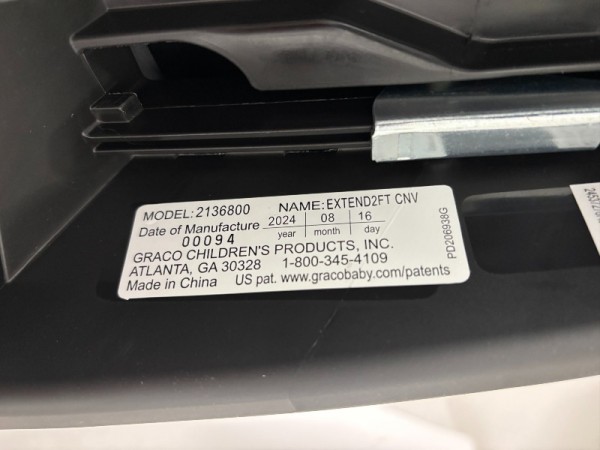 MODEL: 2136800 NAME: EXTEND2FT CNV
Date of Manufacture 2024 08 16
year month day
00094
GRACO CHILDREN'S PRODUCTS, INC.
ATLANTA, GA 30328 1-800-345-4109
Made in China US pat. www.gracobaby.com/patents
PD206938G